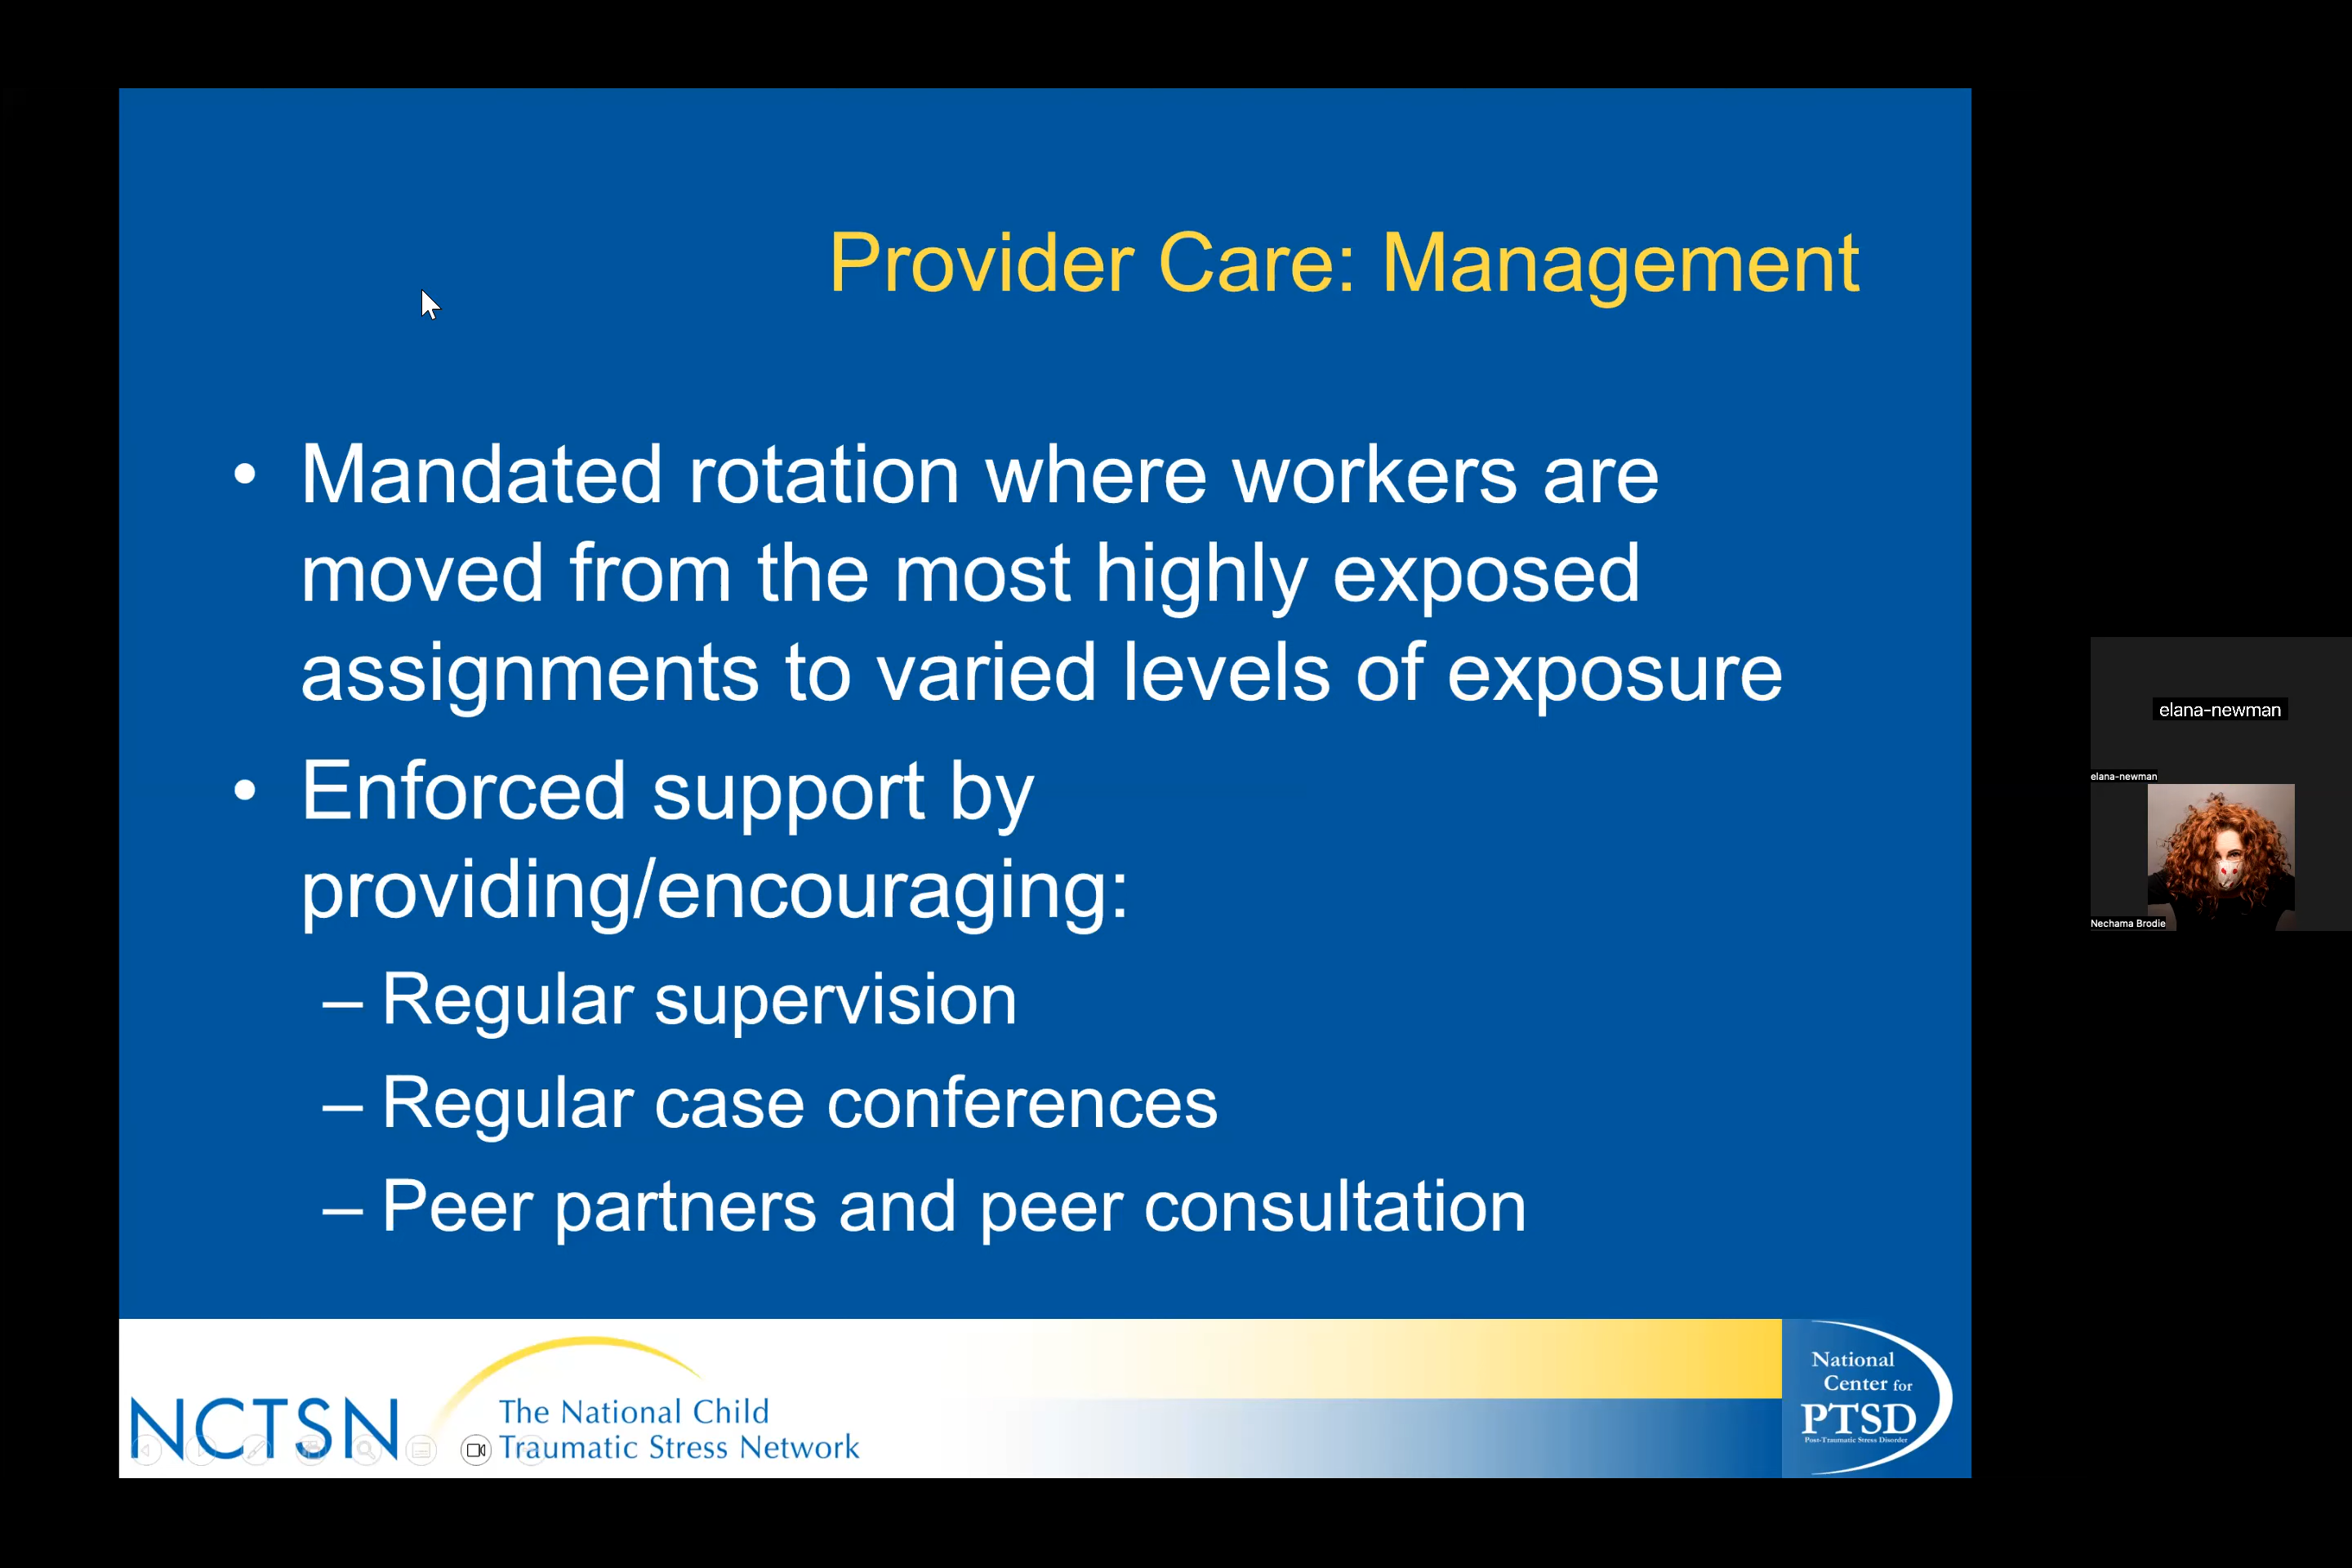 Provider Care: Management
• Mandated rotation where workers are
moved from the most highly exposed
assignments to varied levels of exposure
• Enforced support by
providing/encouraging:
– Regular supervision
– Regular case conferences
– Peer partners and peer consultation
NCTSN
The National Child
Traumatic Stress Network
National
Center for
PTSD
Post-Traumatic Stress Disorder
elana-newman
elana-newman
Nechama Brodie